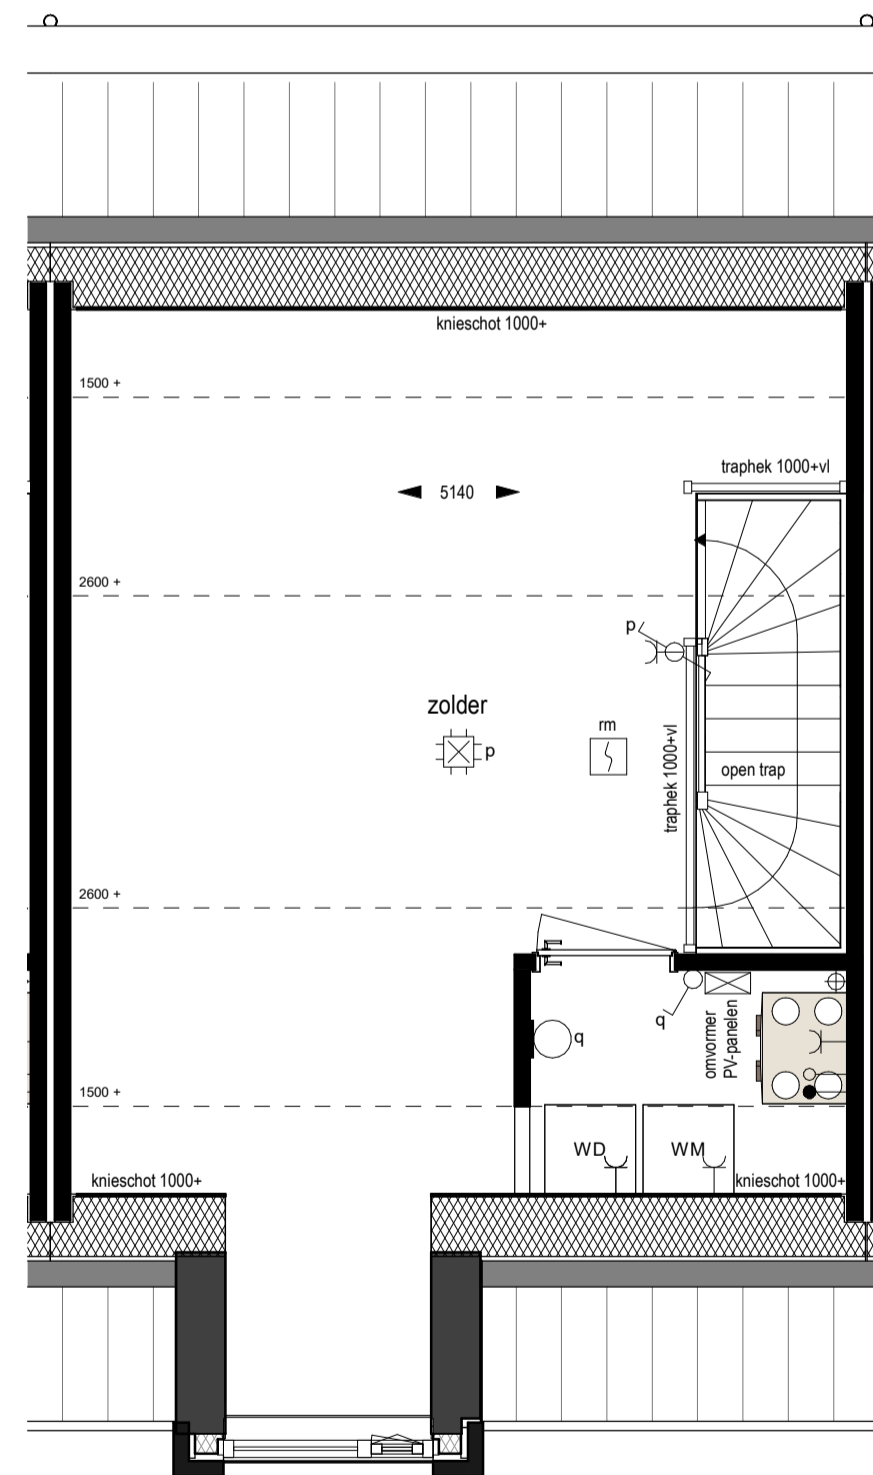 knieschot 1000+
1500 +
traphek 1000+vl
5140
2600 +
p
zolder
rm
p
traphek 1000+vl
open trap
2600 +
q
q
omvormer
PV-panelen
1500 +
WD
WM
knieschot 1000+
knieschot 1000+